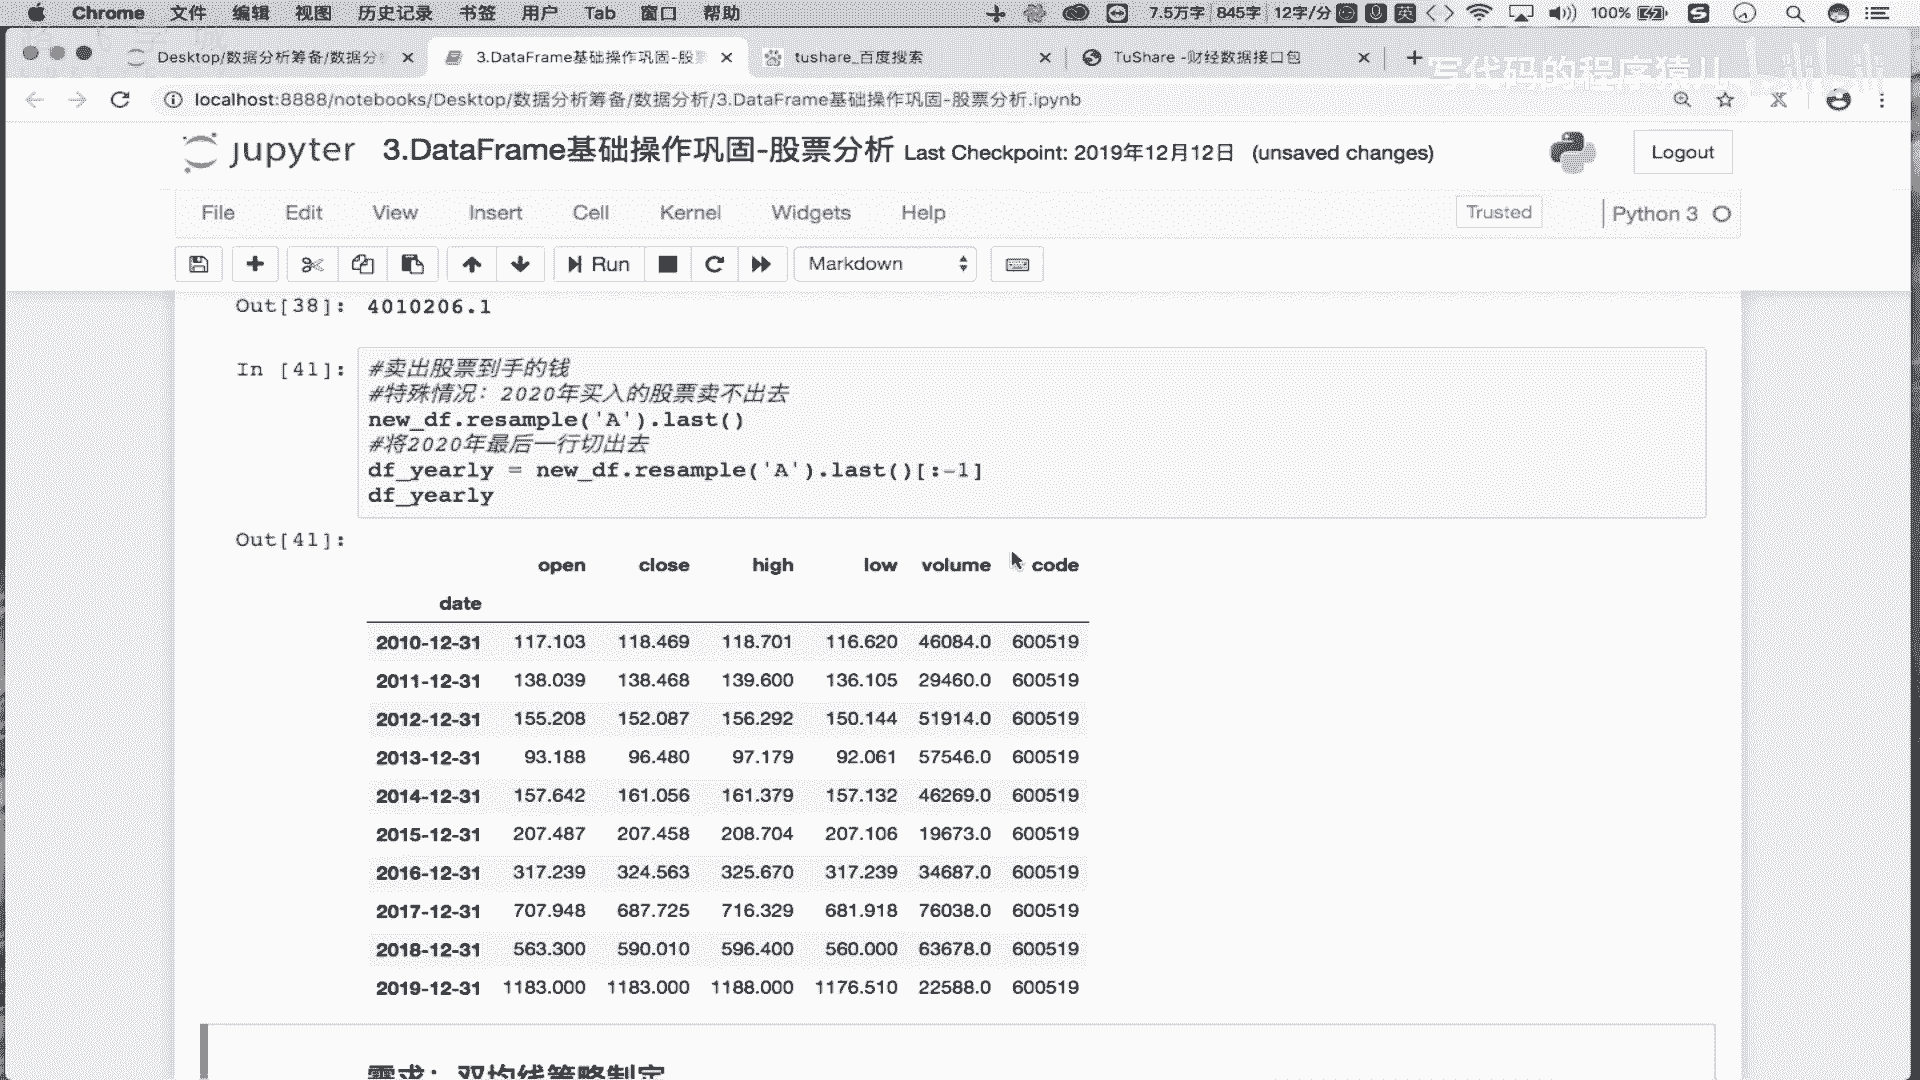 Chrome 文件 编辑 视图 历史记录 书签 用户 Tab 窗口 帮助 7.5万字 845字 12字/分 英 100%
Desktop/数据分析筹备/数据分 3.DataFrame基础操作巩固-股 tushare_百度搜索 TuShare -财经数据接口包
写代码的程序猿儿
localhost:8888/notebooks/Desktop/数据分析筹备/数据分析/3.DataFrame基础操作巩固-股票分析.ipynb
jupyter 3.DataFrame基础操作巩固-股票分析 Last Checkpoint: 2019年12月12日 (unsaved changes) Logout
File Edit View Insert Cell Kernel Widgets Help Trusted Python 3
Run Markdown
Out[38]: 4010206.1
In [41]: #卖出股票到手的钱
#特殊情况：2020年买入的股票卖不出去
new_df.resample('A').last()
#将2020年最后一行切出去
df_yearly = new_df.resample('A').last()[:-1]
df_yearly
Out[41]:
open close high low volume code
date
2010-12-31 117.103 118.469 118.701 116.620 46084.0 600519
2011-12-31 138.039 138.468 139.600 136.105 29460.0 600519
2012-12-31 155.208 152.087 156.292 150.144 51914.0 600519
2013-12-31 93.188 96.480 97.179 92.061 57546.0 600519
2014-12-31 157.642 161.056 161.379 157.132 46269.0 600519
2015-12-31 207.487 207.458 208.704 207.106 19673.0 600519
2016-12-31 317.239 324.563 325.670 317.239 34687.0 600519
2017-12-31 707.948 687.725 716.329 681.918 76038.0 600519
2018-12-31 563.300 590.010 596.400 560.000 63678.0 600519
2019-12-31 1183.000 1183.000 1188.000 1176.510 22588.0 600519
需求：双均线策略制定